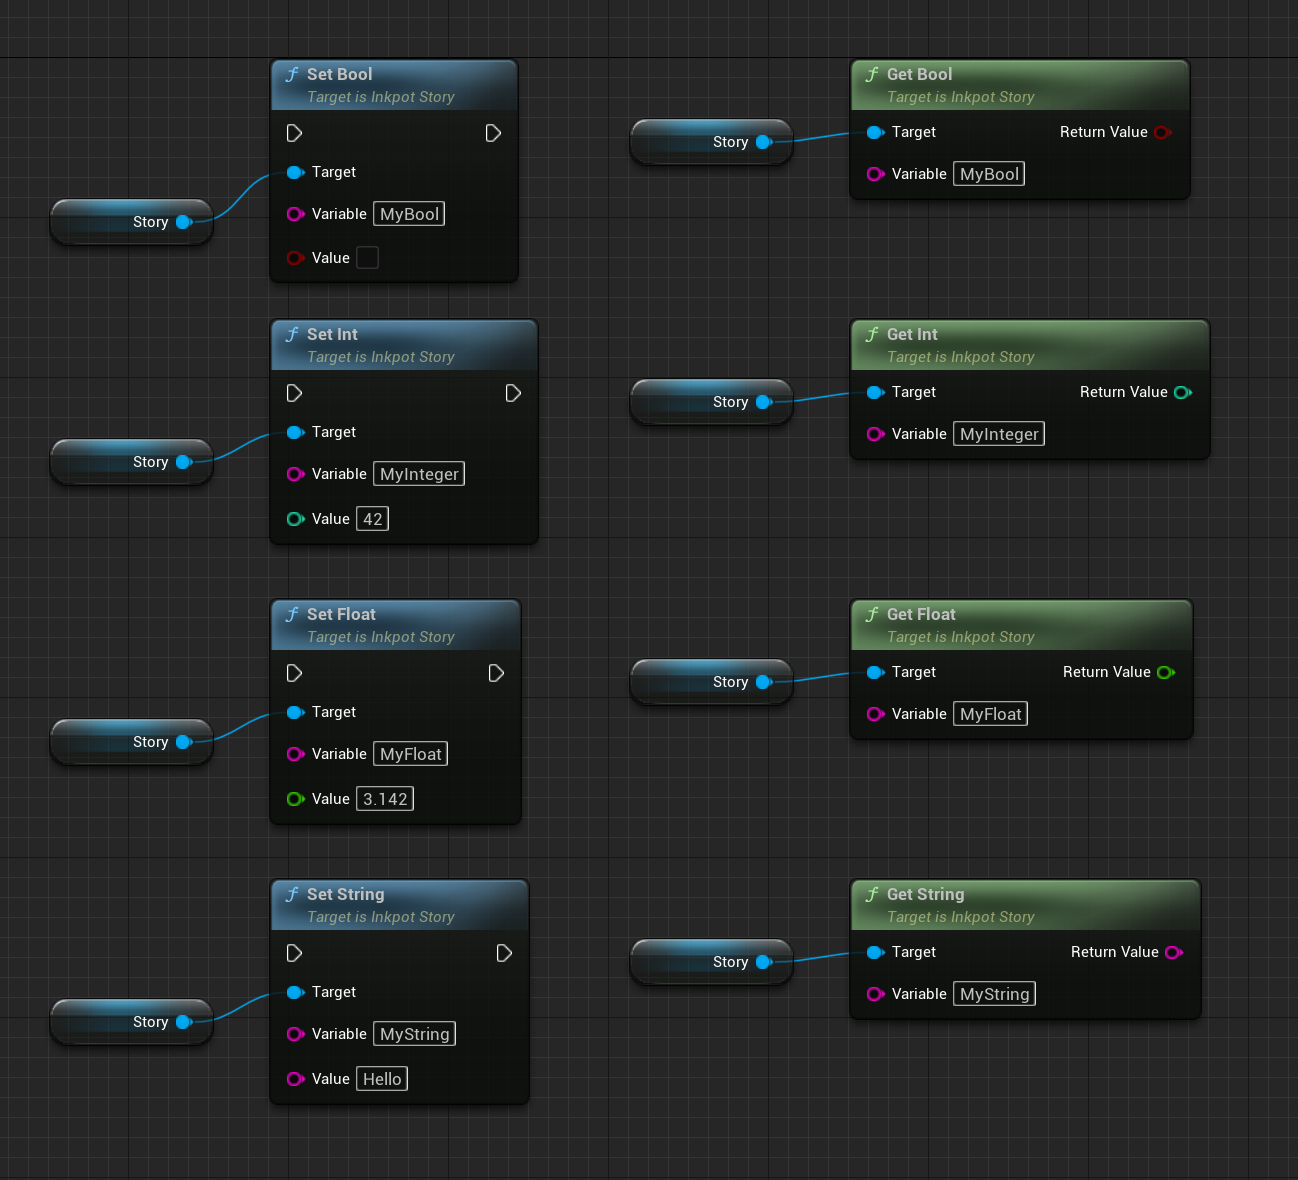 Set Bool
Target is Inkpot Story
Target
Variable MyBool
Value
Story
Get Bool
Target is Inkpot Story
Target Return Value
Variable MyBool
Story
Set Int
Target is Inkpot Story
Target
Variable MyInteger
Value 42
Story
Get Int
Target is Inkpot Story
Target Return Value
Variable MyInteger
Story
Set Float
Target is Inkpot Story
Target
Variable MyFloat
Value 3.142
Story
Get Float
Target is Inkpot Story
Target Return Value
Variable MyFloat
Story
Set String
Target is Inkpot Story
Target
Variable MyString
Value Hello
Story
Get String
Target is Inkpot Story
Target Return Value
Variable MyString
Story